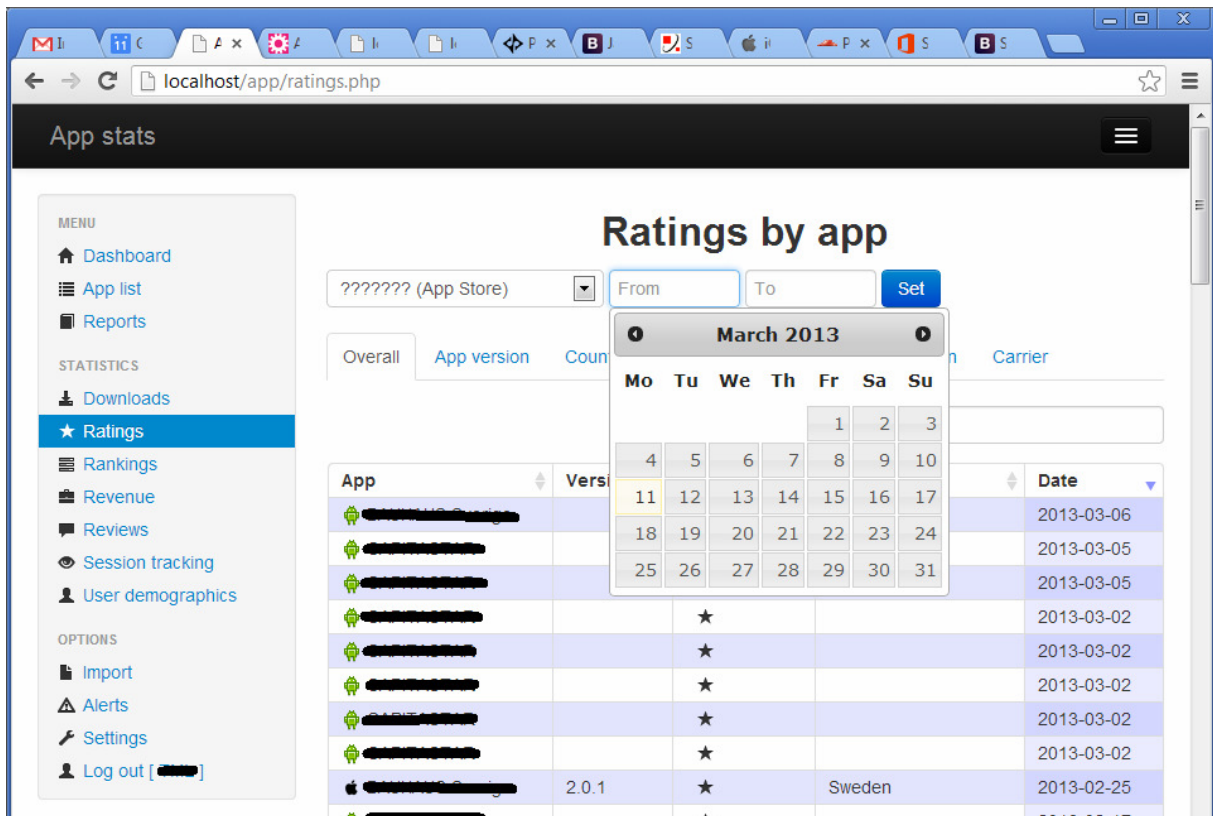 localhost/app/ratings.php
App stats
MENU
Dashboard
App list
Reports
STATISTICS
Downloads
Ratings
Rankings
Revenue
Reviews
Session tracking
User demographics
OPTIONS
Import
Alerts
Settings
Log out [ ]
Ratings by app
??????? (App Store) From To Set
Overall App version Carrier
March 2013
Mo Tu We Th Fr Sa Su
1 2 3
4 5 6 7 8 9 10
11 12 13 14 15 16 17
18 19 20 21 22 23 24
25 26 27 28 29 30 31
App Date
2013-03-06
2013-03-05
2013-03-05
2013-03-02
2013-03-02
2013-03-02
2013-03-02
2013-03-02
2.0.1 Sweden 2013-02-25